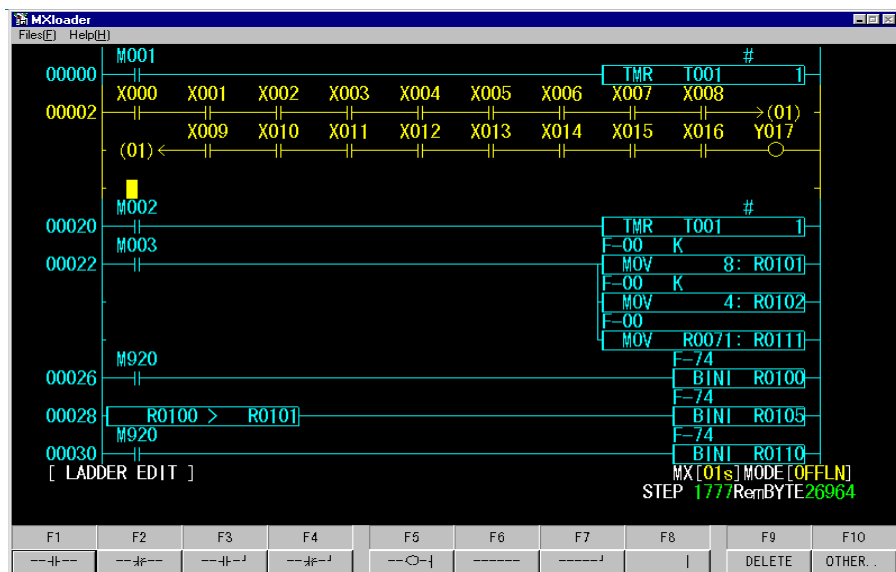 MXloader
Files(F) Help(H)
M001 #
00000 TMR T001 1
X000 X001 X002 X003 X004 X005 X006 X007 X008
00002 (01)
X009 X010 X011 X012 X013 X014 X015 X016 Y017
(01)
M002 #
00020 TMR T001 1
M003 F-00 K
00022 MOV 8: R0101
F-00 K
MOV 4: R0102
F-00
MOV R0071: R0111
M920 F-74
00026 BINI R0100
F-74
00028 R0100 > R0101 BINI R0105
M920 F-74
00030 BINI R0110
[ LADDER EDIT ] MX[01s]MODE[OFFLN]
STEP 1777RemBYTE26964
F1 F2 F3 F4 F5 F6 F7 F8 F9 F10
DELETE OTHER..